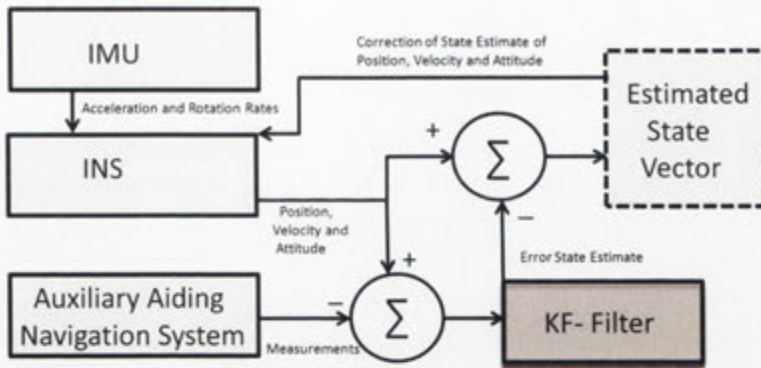 IMU
Correction of State Estimate of
Position, Velocity and Attitude
Acceleration and Rotation Rates
Estimated
State
Vector
+
Σ
INS
Position,
Velocity and
Attitude
−
+
Error State Estimate
Auxiliary Aiding
Navigation System
−
Σ
KF- Filter
Measurements